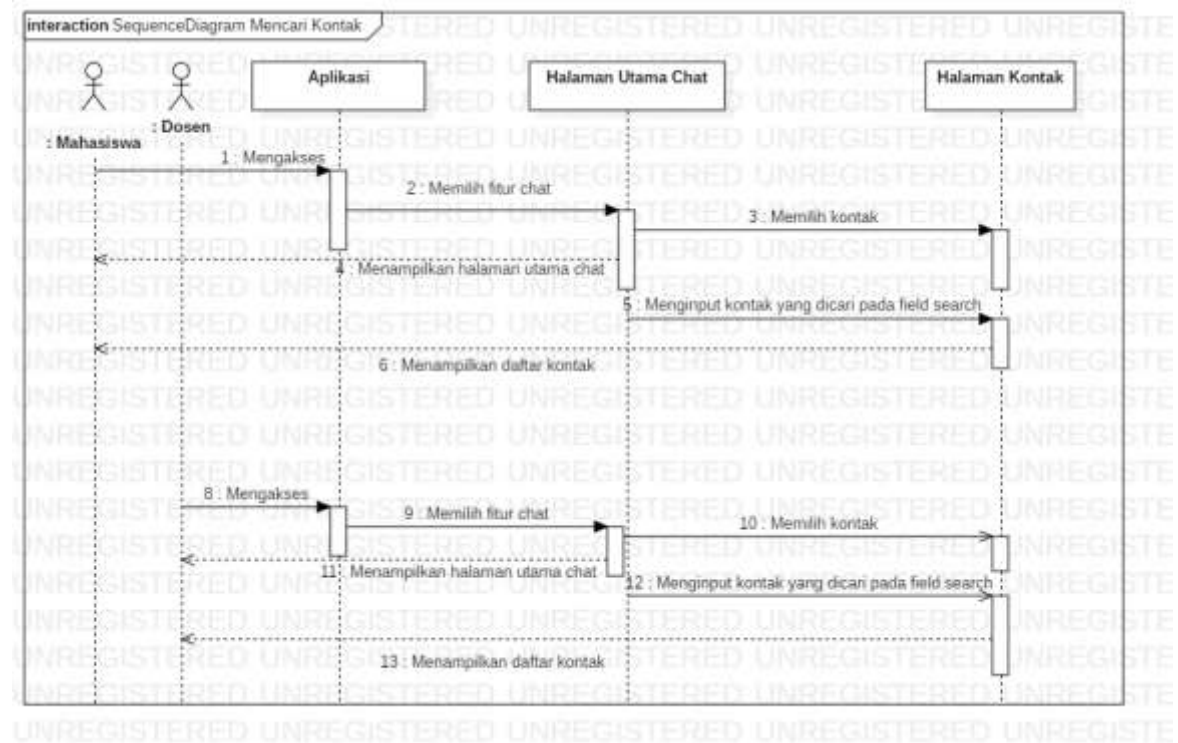 interaction SequenceDiagram Mencari Kontak
Aplikasi
Halaman Utama Chat
Halaman Kontak
: Dosen
: Mahasiswa
1 : Mengakses
2 : Memilih fitur chat
3 : Memilih kontak
4 : Menampilkan halaman utama chat
5 : Menginput kontak yang dicari pada field search
6 : Menampilkan daftar kontak
8 : Mengakses
9 : Memilih fitur chat
10 : Memilih kontak
11 : Menampilkan halaman utama chat
12 : Menginput kontak yang dicari pada field search
13 : Menampilkan daftar kontak
UNREGISTERED